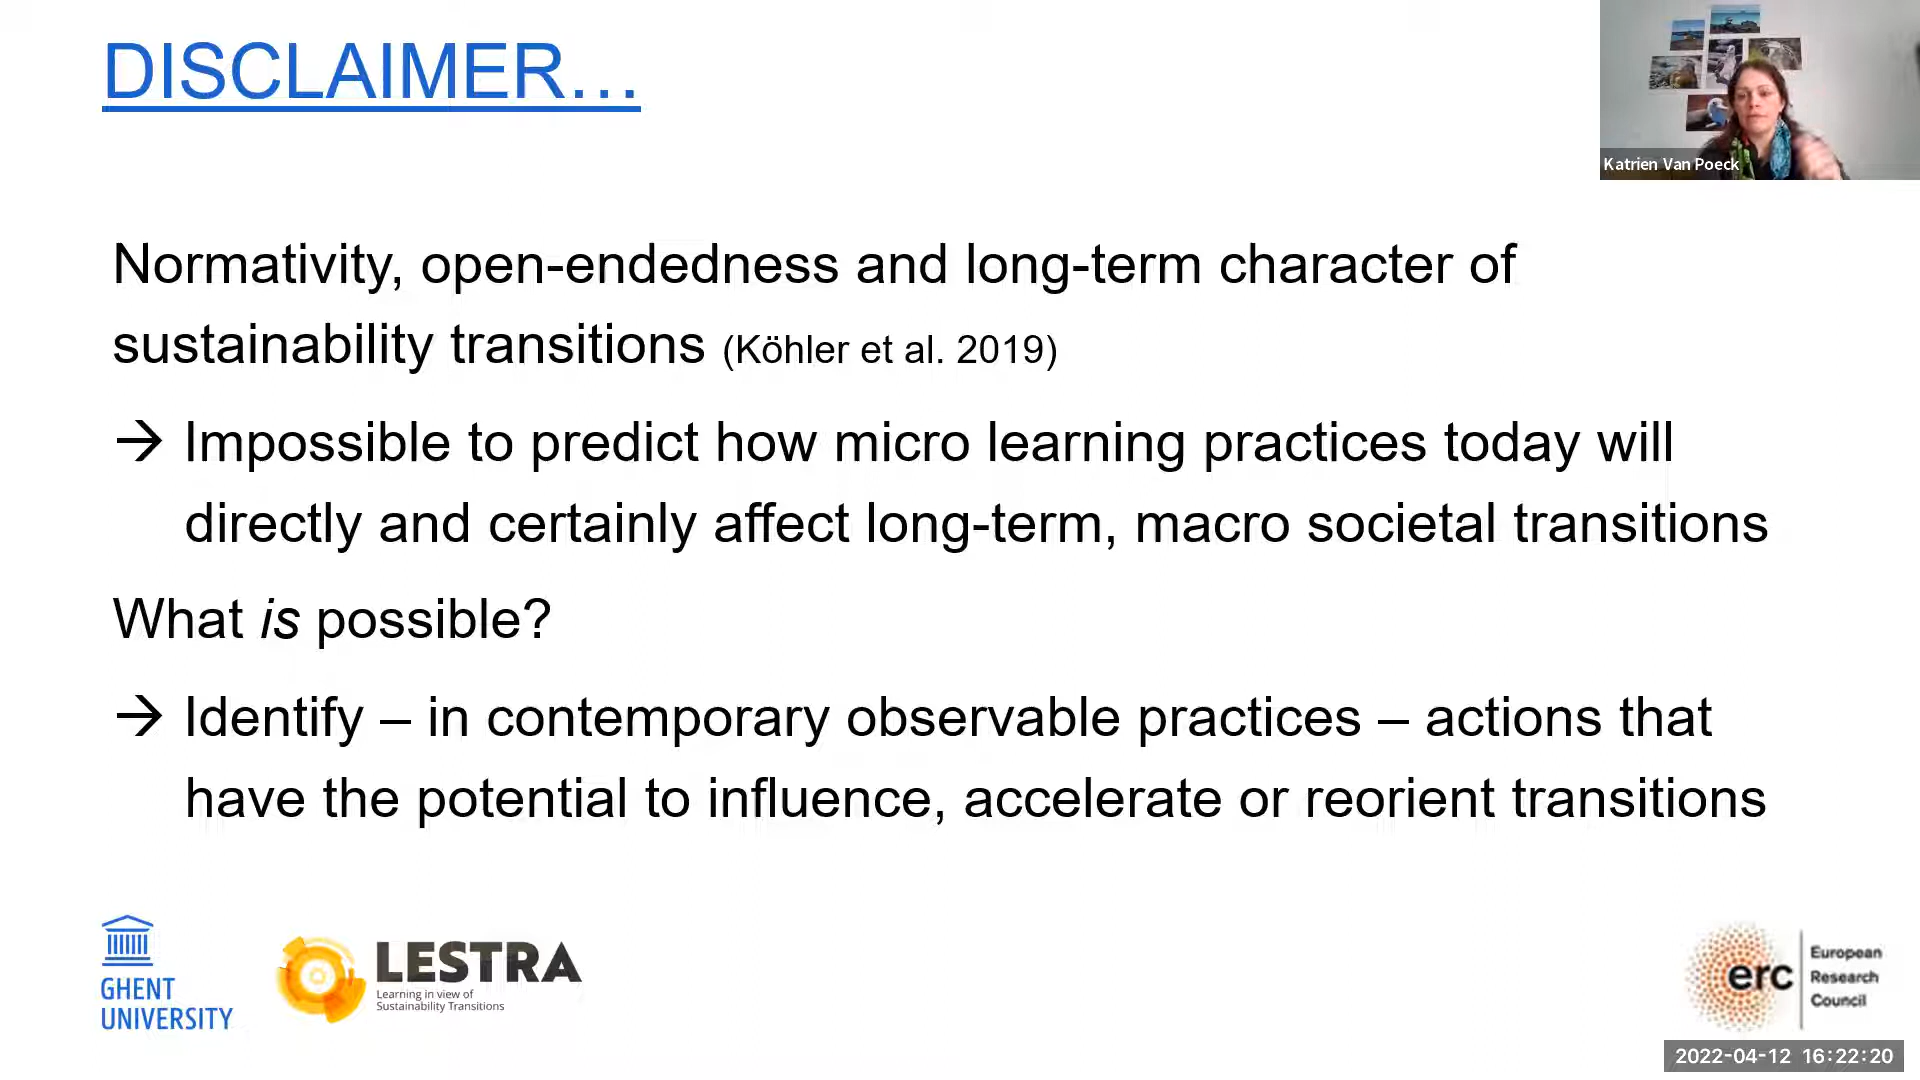 DISCLAIMER…
Katrien Van Poeck
Normativity, open-endedness and long-term character of
sustainability transitions (Köhler et al. 2019)
→ Impossible to predict how micro learning practices today will
directly and certainly affect long-term, macro societal transitions
What is possible?
→ Identify – in contemporary observable practices – actions that
have the potential to influence, accelerate or reorient transitions
GHENT
UNIVERSITY
LESTRA
Learning in view of
Sustainability Transitions
erc
European
Research
Council
2022-04-12 16:22:20